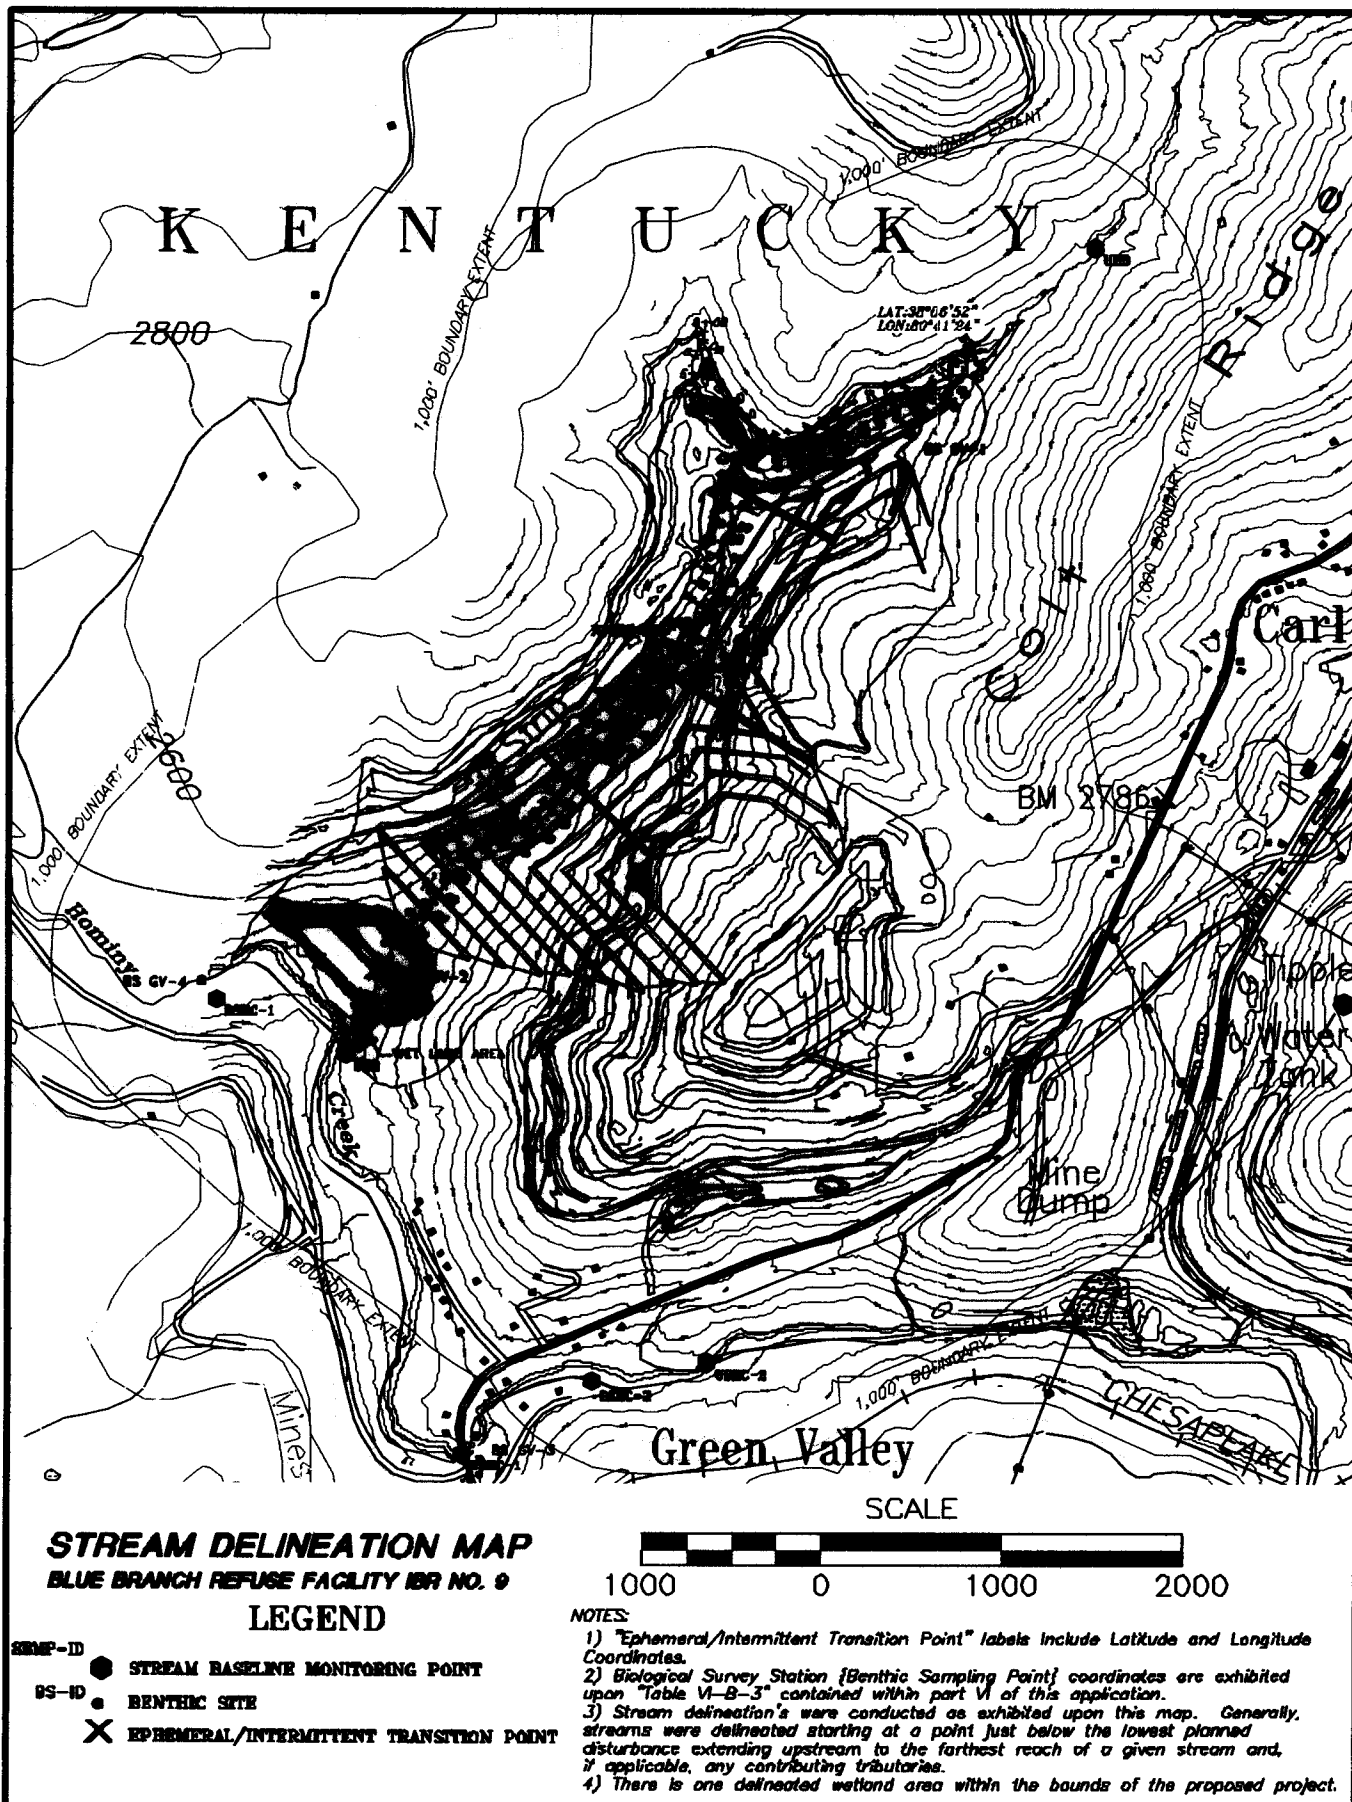 1,000' BOUNDARY EXTENT
KENTUCKY
Ridge
1,000' BOUNDARY EXTENT
2800
LAT:38°06'52"
LON:80°41'24"
1,000' BOUNDARY EXTENT
Colt
Carl
1,000' BOUNDARY EXTENT
2600
BM 2786
Hominy
BS GV-4
Tipple
Water
Tank
WET LAND AREA
Creek
Mine
Dump
1,000' BOUNDARY EXTENT
1,000' BOUNDARY EXTENT
Mines
CHESAPEAKE
Green Valley
SCALE
1000 0 1000 2000
STREAM DELINEATION MAP
BLUE BRANCH REFUSE FACILITY IBR NO. 9
LEGEND
SBMP-ID
STREAM BASELINE MONITORING POINT
BS-ID
BENTHIC SITE
EPHEMERAL/INTERMITTENT TRANSITION POINT
NOTES:
1) "Ephemeral/Intermittent Transition Point" labels include Latitude and Longitude
Coordinates.
2) Biological Survey Station {Benthic Sampling Point} coordinates are exhibited
upon "Table VI-B-3" contained within part VI of this application.
3) Stream delineation's were conducted as exhibited upon this map. Generally,
streams were delineated starting at a point just below the lowest planned
disturbance extending upstream to the farthest reach of a given stream and,
if applicable, any contributing tributaries.
4) There is one delineated wetland area within the bounds of the proposed project.